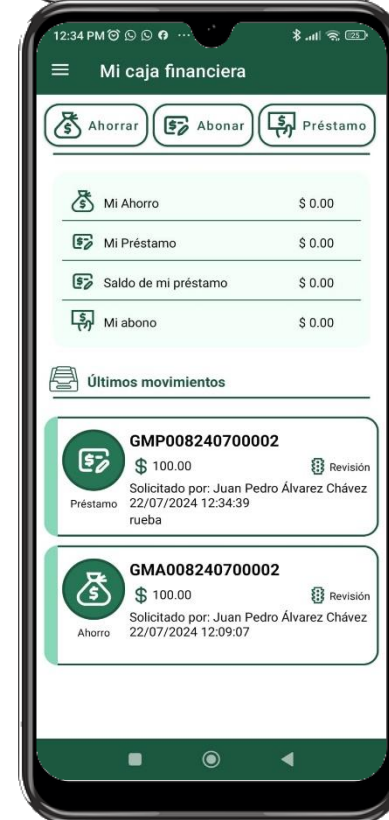 12:34 PM
25
Mi caja financiera
Ahorrar Abonar Préstamo
Mi Ahorro $ 0.00
Mi Préstamo $ 0.00
Saldo de mi préstamo $ 0.00
Mi abono $ 0.00
Últimos movimientos
GMP008240700002
$ 100.00 Revisión
Solicitado por: Juan Pedro Álvarez Chávez
Préstamo 22/07/2024 12:34:39
rueba
GMA008240700002
$ 100.00 Revisión
Solicitado por: Juan Pedro Álvarez Chávez
Ahorro 22/07/2024 12:09:07